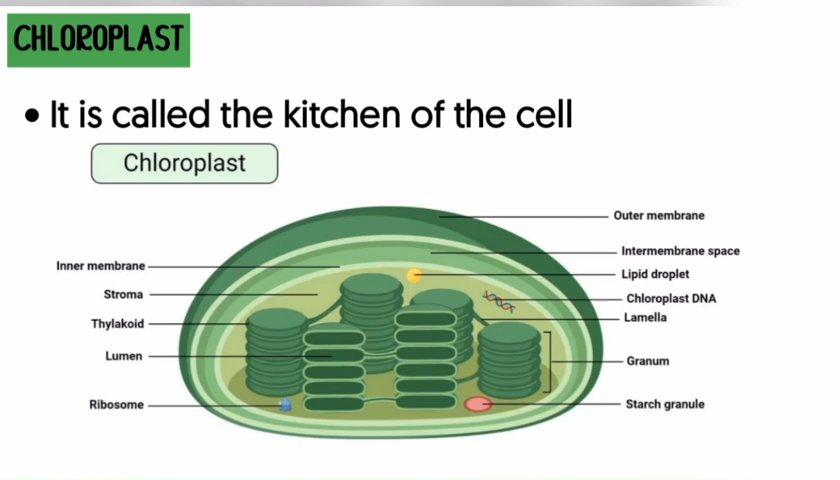 CHLOROPLAST
• It is called the kitchen of the cell
Chloroplast
Outer membrane
Intermembrane space
Inner membrane
Lipid droplet
Stroma
Chloroplast DNA
Lamella
Thylakoid
Lumen
Granum
Ribosome
Starch granule